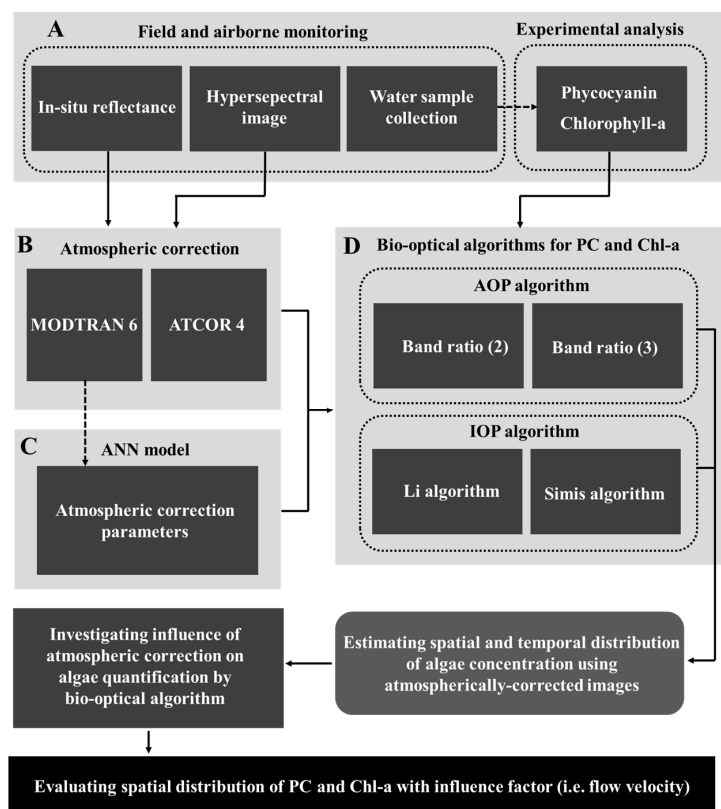 A
Field and airborne monitoring
Experimental analysis
In-situ reflectance
Hypersepectral
image
Water sample
collection
Phycocyanin
Chlorophyll-a
B
Atmospheric correction
MODTRAN 6
ATCOR 4
C
ANN model
Atmospheric correction
parameters
D
Bio-optical algorithms for PC and Chl-a
AOP algorithm
Band ratio (2)
Band ratio (3)
IOP algorithm
Li algorithm
Simis algorithm
Estimating spatial and temporal distribution
of algae concentration using
atmospherically-corrected images
Investigating influence of
atmospheric correction on
algae quantification by
bio-optical algorithm
Evaluating spatial distribution of PC and Chl-a with influence factor (i.e. flow velocity)